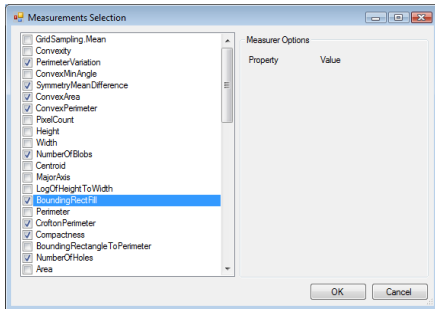 Measurements Selection
GridSampling.Mean
Convexity
PerimeterVariation
ConvexMinAngle
SymmetryMeanDifference
ConvexArea
ConvexPerimeter
PixelCount
Height
Width
NumberOfBlobs
Centroid
MajorAxis
LogOfHeightToWidth
BoundingRectFill
Perimeter
CroftonPerimeter
Compactness
BoundingRectangleToPerimeter
NumberOfHoles
Area
Measurer Options
Property Value
OK Cancel